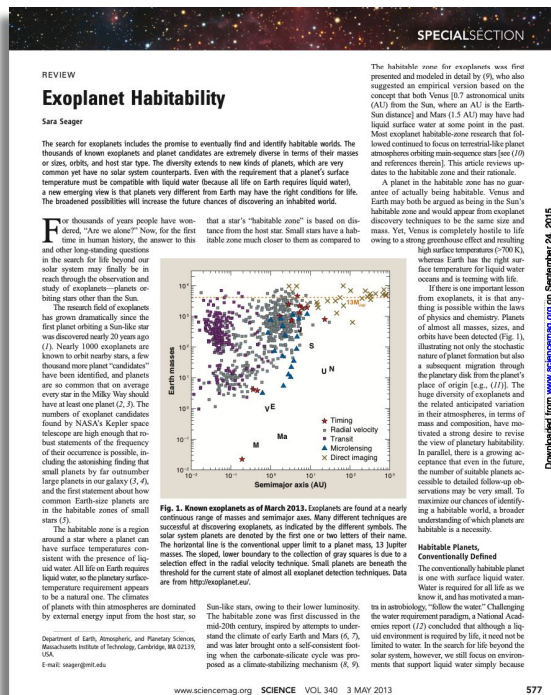 SPECIALSECTION
REVIEW
Exoplanet Habitability
Sara Seager
The search for exoplanets includes the promise to eventually find and identify habitable worlds. The
thousands of known exoplanets and planet candidates are extremely diverse in terms of their masses
or sizes, orbits, and host star type. The diversity extends to new kinds of planets, which are very
common yet have no solar system counterparts. Even with the requirement that a planet's surface
temperature must be compatible with liquid water (because all life on Earth requires liquid water),
a new emerging view is that planets very different from Earth may have the right conditions for life.
The broadened possibilities will increase the future chances of discovering an inhabited world.
For thousands of years people have won-
dered, "Are we alone?" Now, for the first
time in human history, the answer to this
and other long-standing questions
in the search for life beyond our
solar system may finally be in
reach through the observation and
study of exoplanets—planets or-
biting stars other than the Sun.
The research field of exoplanets
has grown dramatically since the
first planet orbiting a Sun-like star
was discovered nearly 20 years ago
(1). Nearly 1000 exoplanets are
known to orbit nearby stars, a few
thousand more planet "candidates"
have been identified, and planets
are so common that on average
every star in the Milky Way should
have at least one planet (2, 3). The
numbers of exoplanet candidates
found by NASA's Kepler space
telescope are high enough that ro-
bust statements of the frequency
of their occurrence is possible, in-
cluding the astonishing finding that
small planets by far outnumber
large planets in our galaxy (3, 4),
and the first statement about how
common Earth-size planets are
in the habitable zones of small
stars (5).
The habitable zone is a region
around a star where a planet can
have surface temperatures con-
sistent with the presence of liq-
uid water. All life on Earth requires
liquid water, so the planetary surface-
temperature requirement appears
to be a natural one. The climates
of planets with thin atmospheres are dominated
by external energy input from the host star, so
Department of Earth, Atmospheric, and Planetary Sciences,
Massachusetts Institute of Technology, Cambridge, MA 02139,
USA.
E-mail: seager@mit.edu
that a star's "habitable zone" is based on dis-
tance from the host star. Small stars have a hab-
itable zone much closer to them as compared to
Earth masses
10⁴
10³
10²
10¹
10⁰
10⁻¹
10⁻²
13M
J
S
U N
V E
M
Ma
Timing
Radial velocity
Transit
Microlensing
Direct imaging
10⁻² 10⁻¹ 10⁰ 10¹ 10² 10³
Semimajor axis (AU)
Fig. 1. Known exoplanets as of March 2013. Exoplanets are found at a nearly
continuous range of masses and semimajor axes. Many different techniques are
successful at discovering exoplanets, as indicated by the different symbols. The
solar system planets are denoted by the first one or two letters of their name.
The horizontal line is the conventional upper limit to a planet mass, 13 Jupiter
masses. The sloped, lower boundary to the collection of gray squares is due to a
selection effect in the radial velocity technique. Small planets are beneath the
threshold for the current state of almost all exoplanet detection techniques. Data
are from http://exoplanet.eu/.
Sun-like stars, owing to their lower luminosity.
The habitable zone was first discussed in the
mid-20th century, inspired by attempts to under-
stand the climate of early Earth and Mars (6, 7),
and was later brought onto a self-consistent foot-
ing when the carbonate-silicate cycle was pro-
posed as a climate-stabilizing mechanism (8, 9).
The habitable zone for exoplanets was first
presented and modeled in detail by (9), who also
suggested an empirical version based on the
concept that both Venus [0.7 astronomical units
(AU) from the Sun, where an AU is the Earth-
Sun distance] and Mars (1.5 AU) may have had
liquid surface water at some point in the past.
Most exoplanet habitable-zone research that fol-
lowed continued to focus on terrestrial-like planet
atmospheres orbiting main-sequence stars [see (10)
and references therein]. This article reviews up-
dates to the habitable zone and their rationale.
A planet in the habitable zone has no guar-
antee of actually being habitable. Venus and
Earth may both be argued as being in the Sun's
habitable zone and would appear from exoplanet
discovery techniques to be the same size and
mass. Yet, Venus is completely hostile to life
owing to a strong greenhouse effect and resulting
high surface temperatures (>700 K),
whereas Earth has the right sur-
face temperature for liquid water
oceans and is teeming with life.
If there is one important lesson
from exoplanets, it is that any-
thing is possible within the laws
of physics and chemistry. Planets
of almost all masses, sizes, and
orbits have been detected (Fig. 1),
illustrating not only the stochastic
nature of planet formation but also
a subsequent migration through
the planetary disk from the planet's
place of origin [e.g., (11)]. The
huge diversity of exoplanets and
the related anticipated variation
in their atmospheres, in terms of
mass and composition, have mo-
tivated a strong desire to revise
the view of planetary habitability.
In parallel, there is a growing ac-
ceptance that even in the future,
the number of suitable planets ac-
cessible to detailed follow-up ob-
servations may be very small. To
maximize our chances of identify-
ing a habitable world, a broader
understanding of which planets are
habitable is a necessity.
Habitable Planets,
Conventionally Defined
The conventionally habitable planet
is one with surface liquid water.
Water is required for all life as we
know it, and has motivated a man-
tra in astrobiology, "follow the water." Challenging
the water requirement paradigm, a National Acad-
emies report (12) concluded that although a liq-
uid environment is required by life, it need not be
limited to water. In the search for life beyond the
solar system, however, we still focus on environ-
ments that support liquid water simply because
Downloaded from www.sciencemag.org on September 24, 2015
www.sciencemag.org SCIENCE VOL 340 3 MAY 2013 577